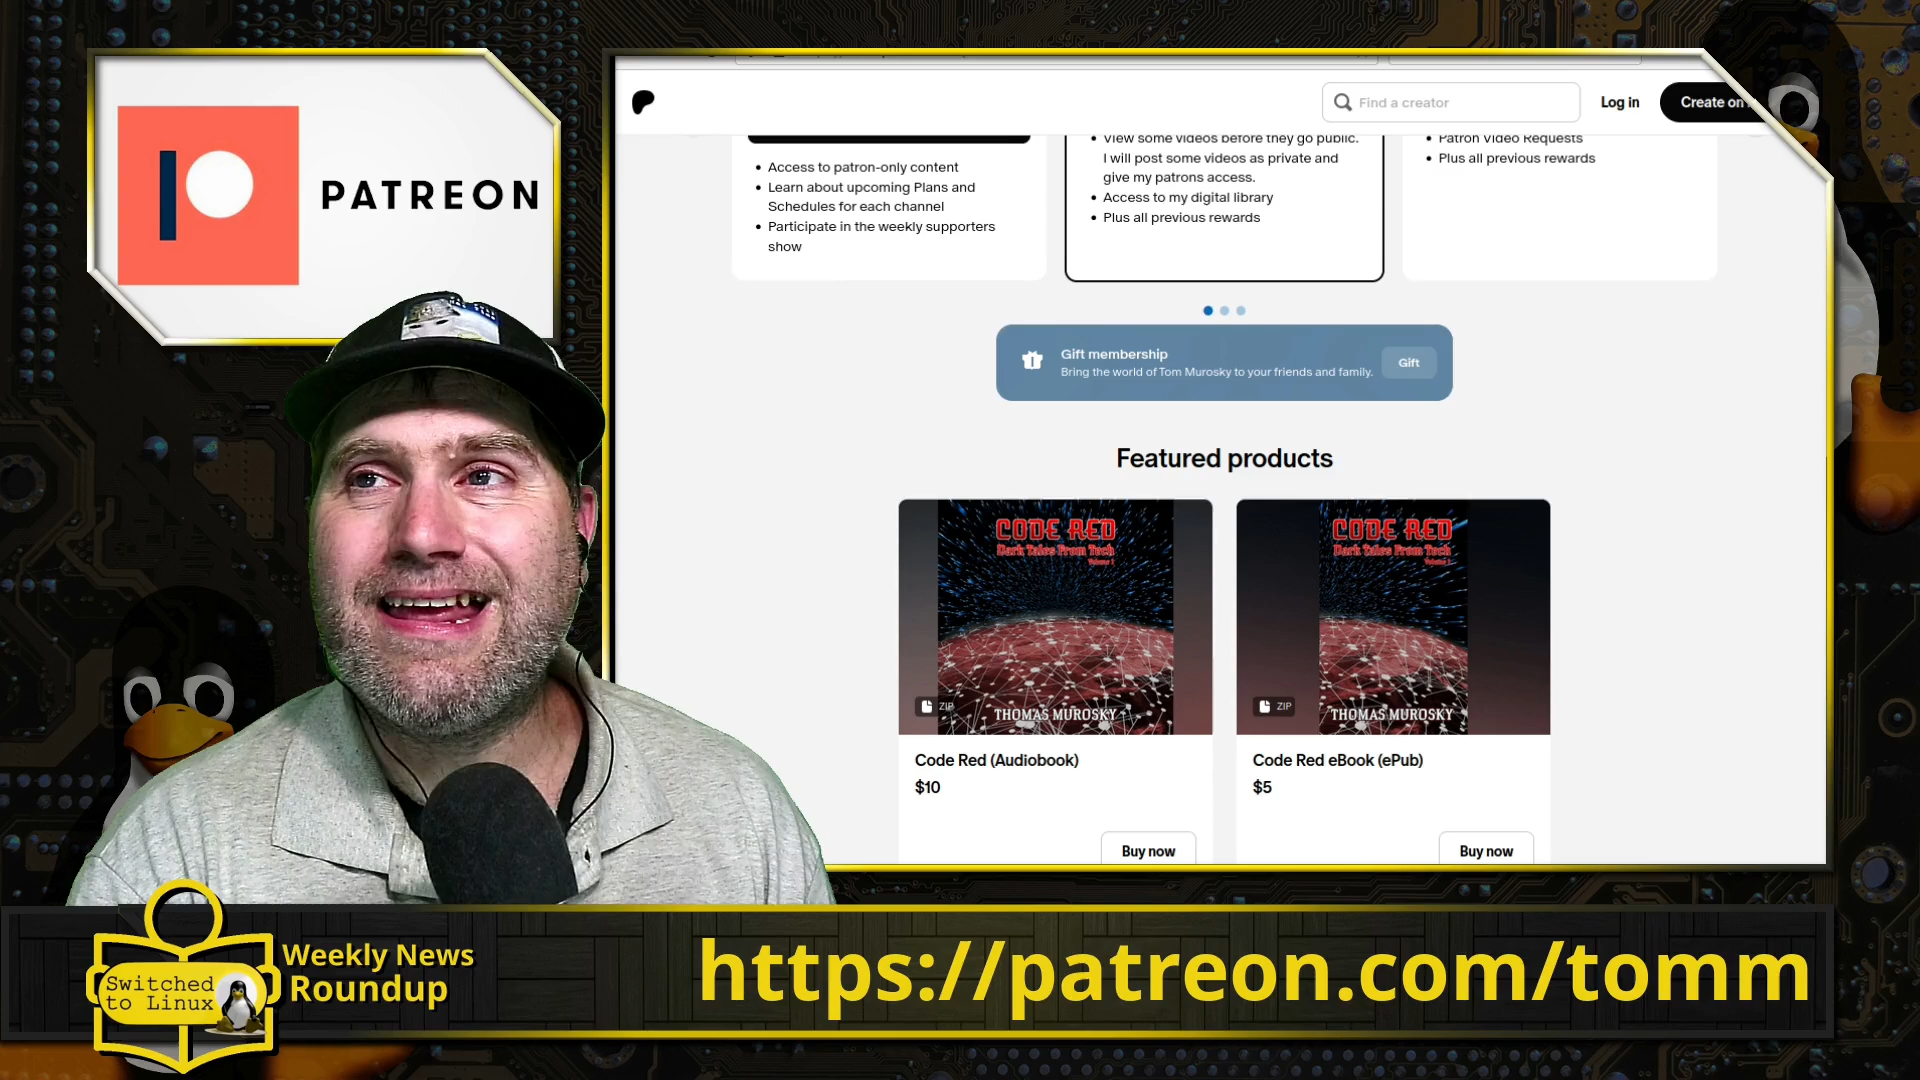 PATREON
Find a creator
Log in
Create on
Access to patron-only content
Learn about upcoming Plans and
Schedules for each channel
Participate in the weekly supporters
show
View some videos before they go public.
I will post some videos as private and
give my patrons access.
Access to my digital library
Plus all previous rewards
Patron Video Requests
Plus all previous rewards
Gift membership
Bring the world of Tom Murosky to your friends and family.
Gift
Featured products
CODE RED
Dark Tales From Tech
Volume 1
ZIP
THOMAS MUROSKY
Code Red (Audiobook)
$10
Buy now
CODE RED
Dark Tales From Tech
Volume 1
ZIP
THOMAS MUROSKY
Code Red eBook (ePub)
$5
Buy now
Switched
to Linux
Weekly News
Roundup
https://patreon.com/tomm